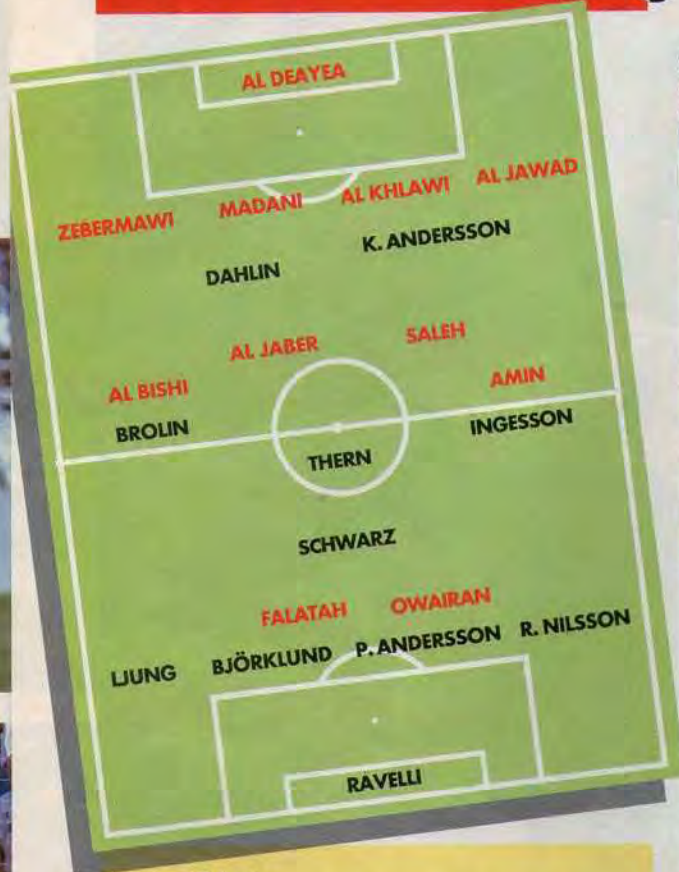 AL DEAYEA
ZEBERMAWI MADANI AL KHLAWI AL JAWAD
DAHLIN K. ANDERSSON
AL JABER SALEH
AL BISHI AMIN
BROLIN INGESSON
THERN
SCHWARZ
FALATAH OWAIRAN
LJUNG BJÖRKLUND P. ANDERSSON R. NILSSON
RAVELLI